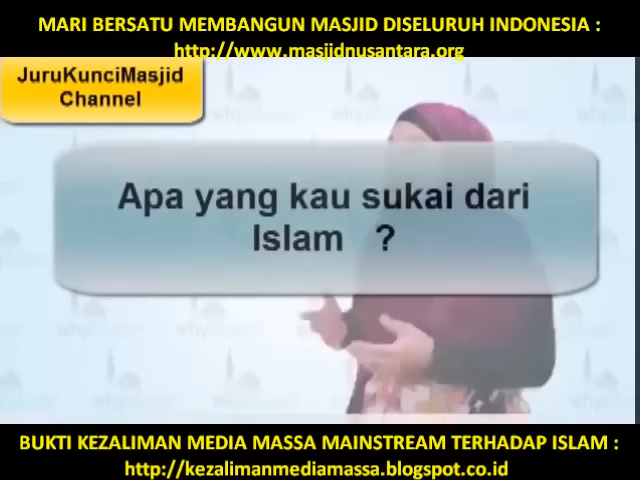 MARI BERSATU MEMBANGUN MASJID DISELURUH INDONESIA :
http://www.masjidnusantara.org
JuruKunciMasjid
Channel
Apa yang kau sukai dari
Islam ?
BUKTI KEZALIMAN MEDIA MASSA MAINSTREAM TERHADAP ISLAM :
http://kezalimanmediamassa.blogspot.co.id